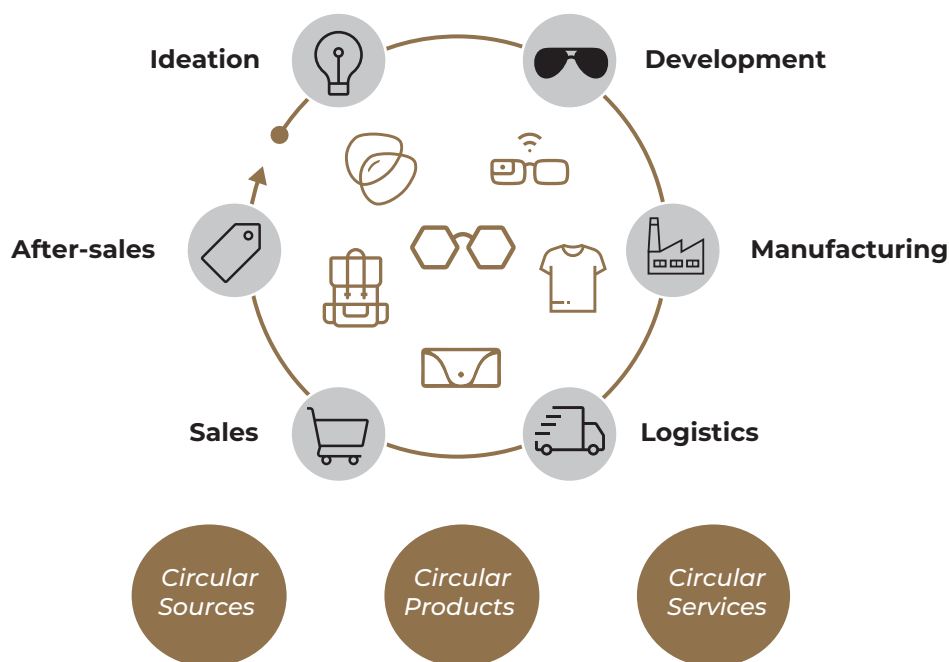 Ideation
Development
After-sales
Manufacturing
Sales
Logistics
Circular
Sources
Circular
Products
Circular
Services